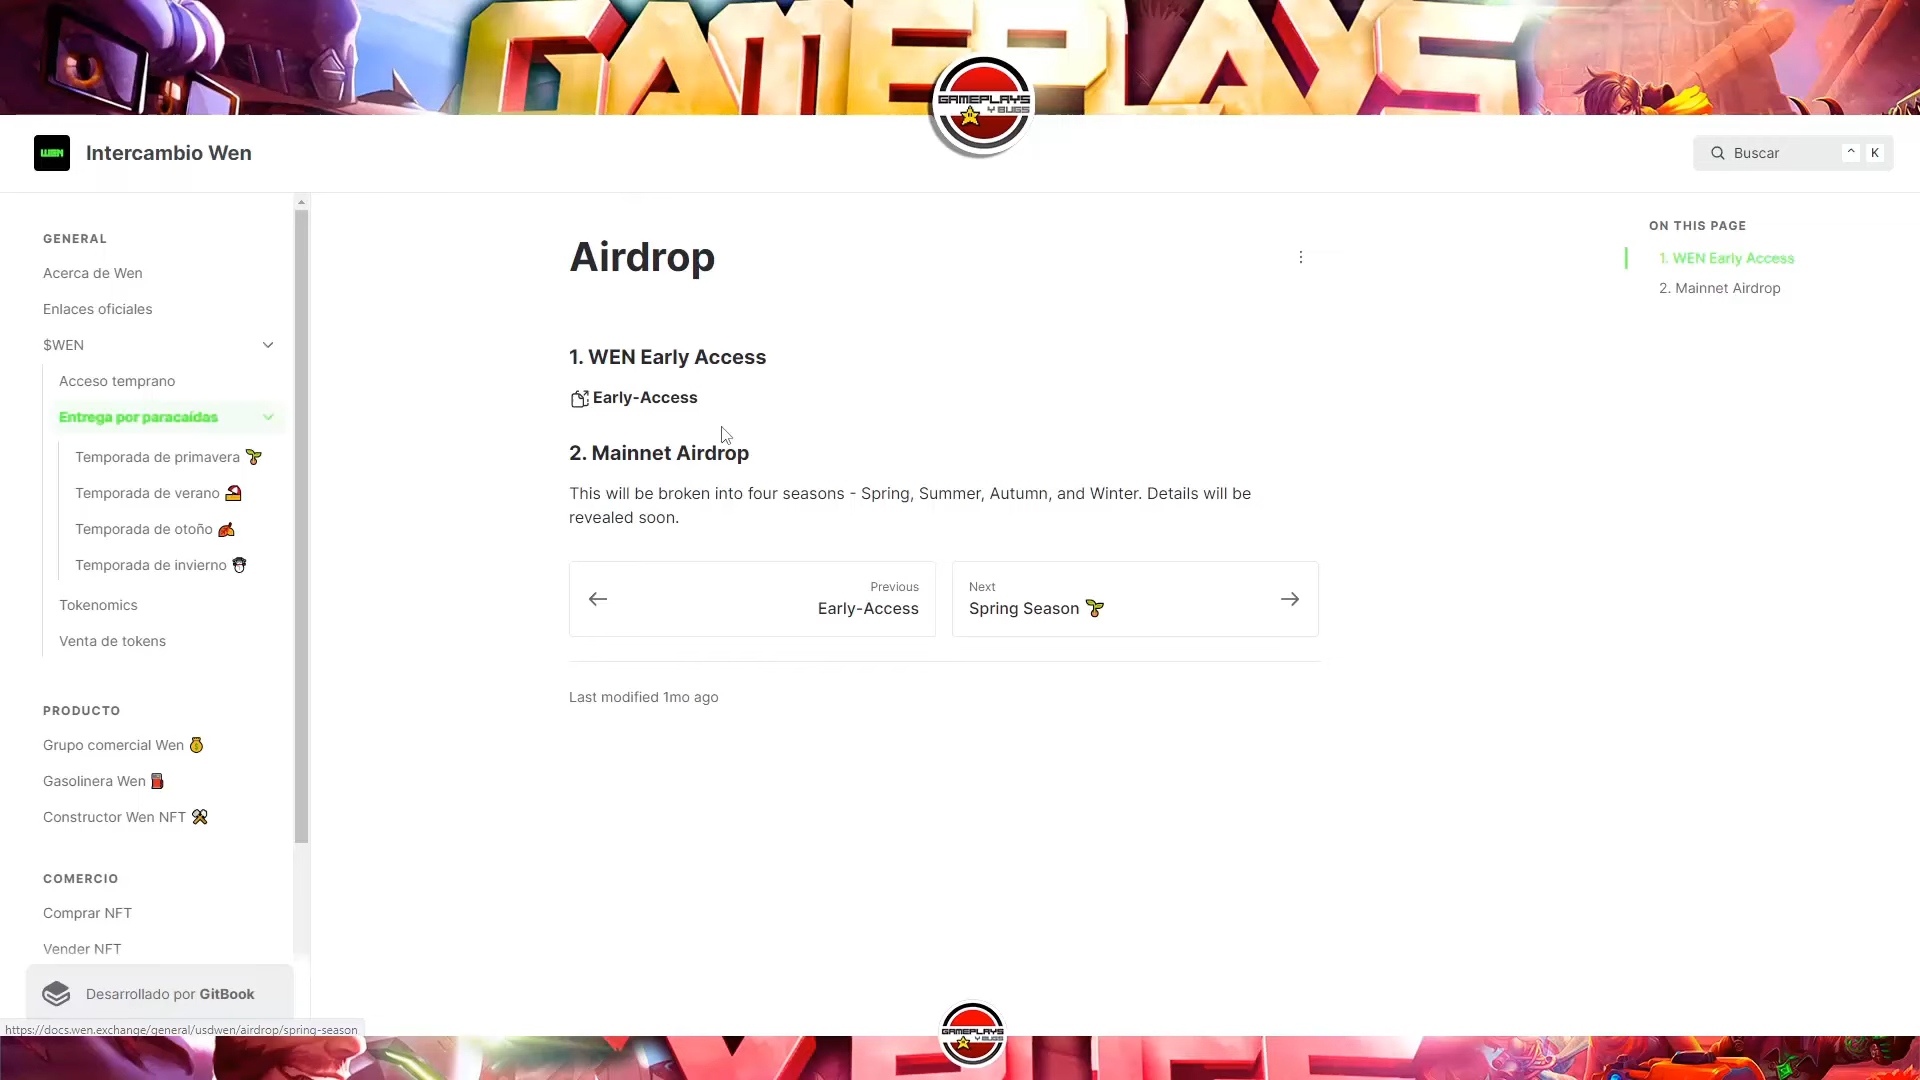 GAMEPLAYS
GAMEPLAYS
Y BUGS
WEN
Intercambio Wen
Buscar
^ K
GENERAL
Acerca de Wen
Enlaces oficiales
$WEN
Acceso temprano
Entrega por paracaídas
Temporada de primavera
Temporada de verano
Temporada de otoño
Temporada de invierno
Tokenomics
Venta de tokens
PRODUCTO
Grupo comercial Wen
Gasolinera Wen
Constructor Wen NFT
COMERCIO
Comprar NFT
Vender NFT
Desarrollado por GitBook
https://docs.wen.exchange/general/usdwen/airdrop/spring-season
Airdrop
1. WEN Early Access
Early-Access
2. Mainnet Airdrop
This will be broken into four seasons - Spring, Summer, Autumn, and Winter. Details will be
revealed soon.
Previous
Early-Access
Next
Spring Season
Last modified 1mo ago
ON THIS PAGE
1. WEN Early Access
2. Mainnet Airdrop
GAMEPLAYS
Y BUGS